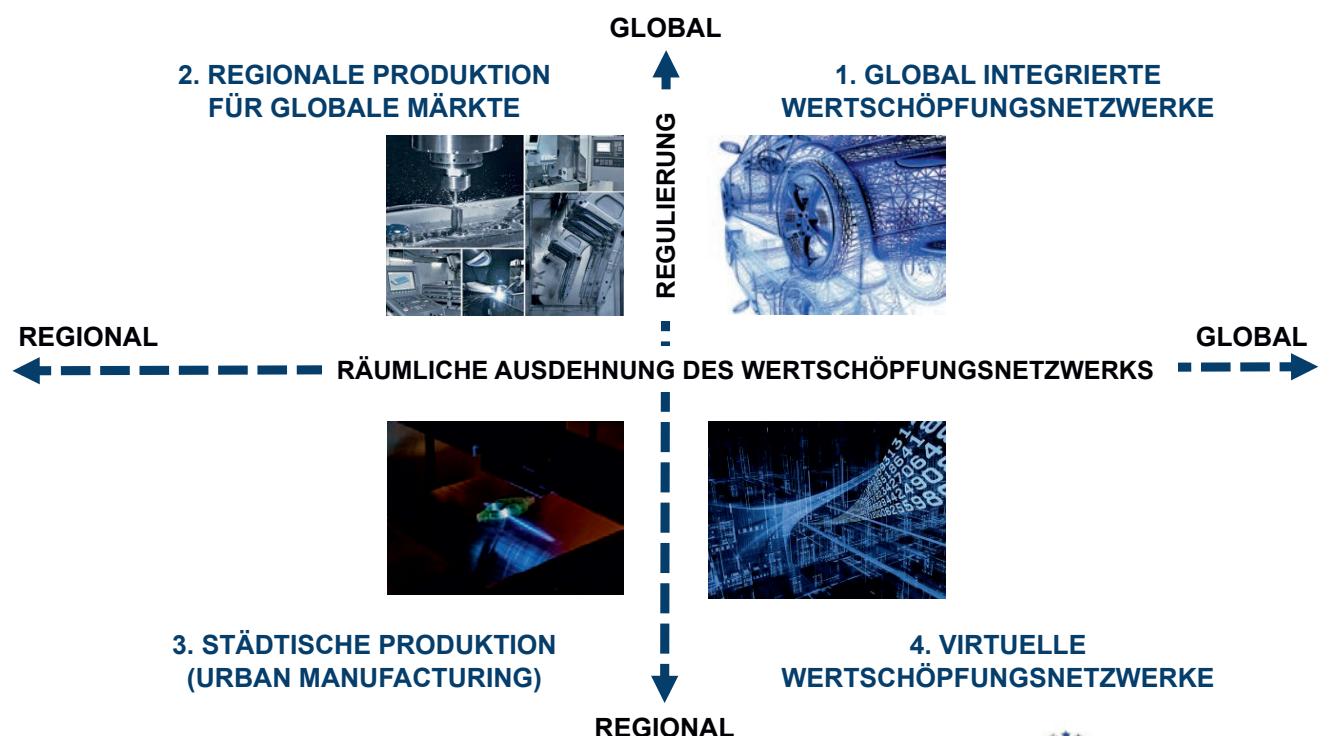 GLOBAL
2. REGIONALE PRODUKTION
FÜR GLOBALE MÄRKTE
1. GLOBAL INTEGRIERTE
WERTSCHÖPFUNGSNETZWERKE
REGULIERUNG
REGIONAL
GLOBAL
RÄUMLICHE AUSDEHNUNG DES WERTSCHÖPFUNGSNETZWERKS
3. STÄDTISCHE PRODUKTION
(URBAN MANUFACTURING)
4. VIRTUELLE
WERTSCHÖPFUNGSNETZWERKE
REGIONAL